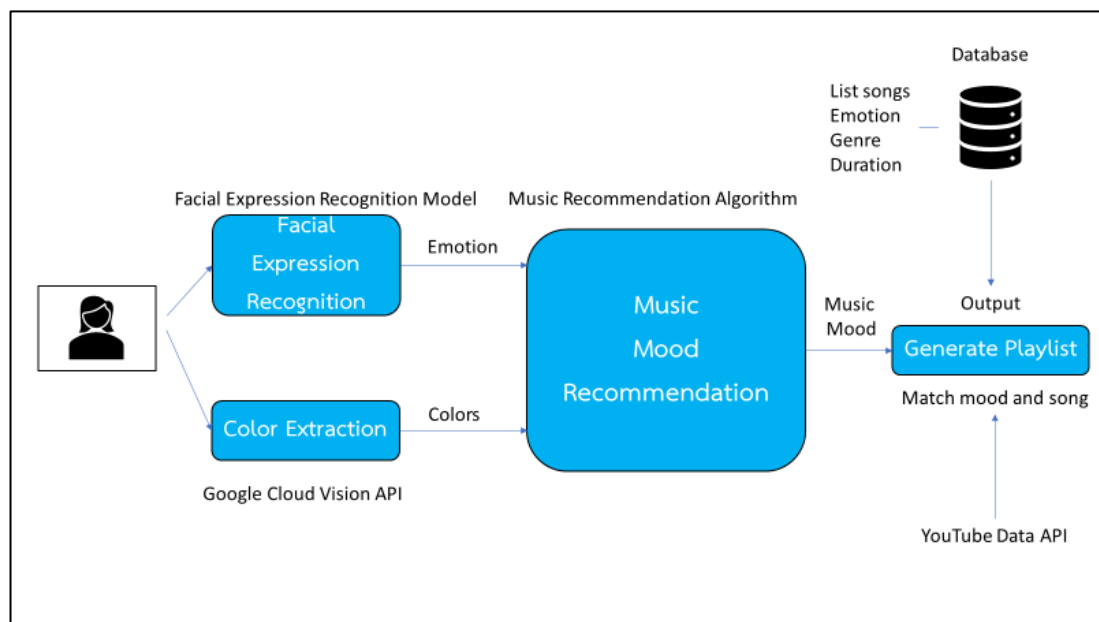 Database
List songs
Emotion
Genre
Duration
Facial Expression Recognition Model
Music Recommendation Algorithm
Facial
Expression
Recognition
Emotion
Music
Mood
Recommendation
Music
Mood
Output
Generate Playlist
Match mood and song
Color Extraction
Colors
Google Cloud Vision API
YouTube Data API